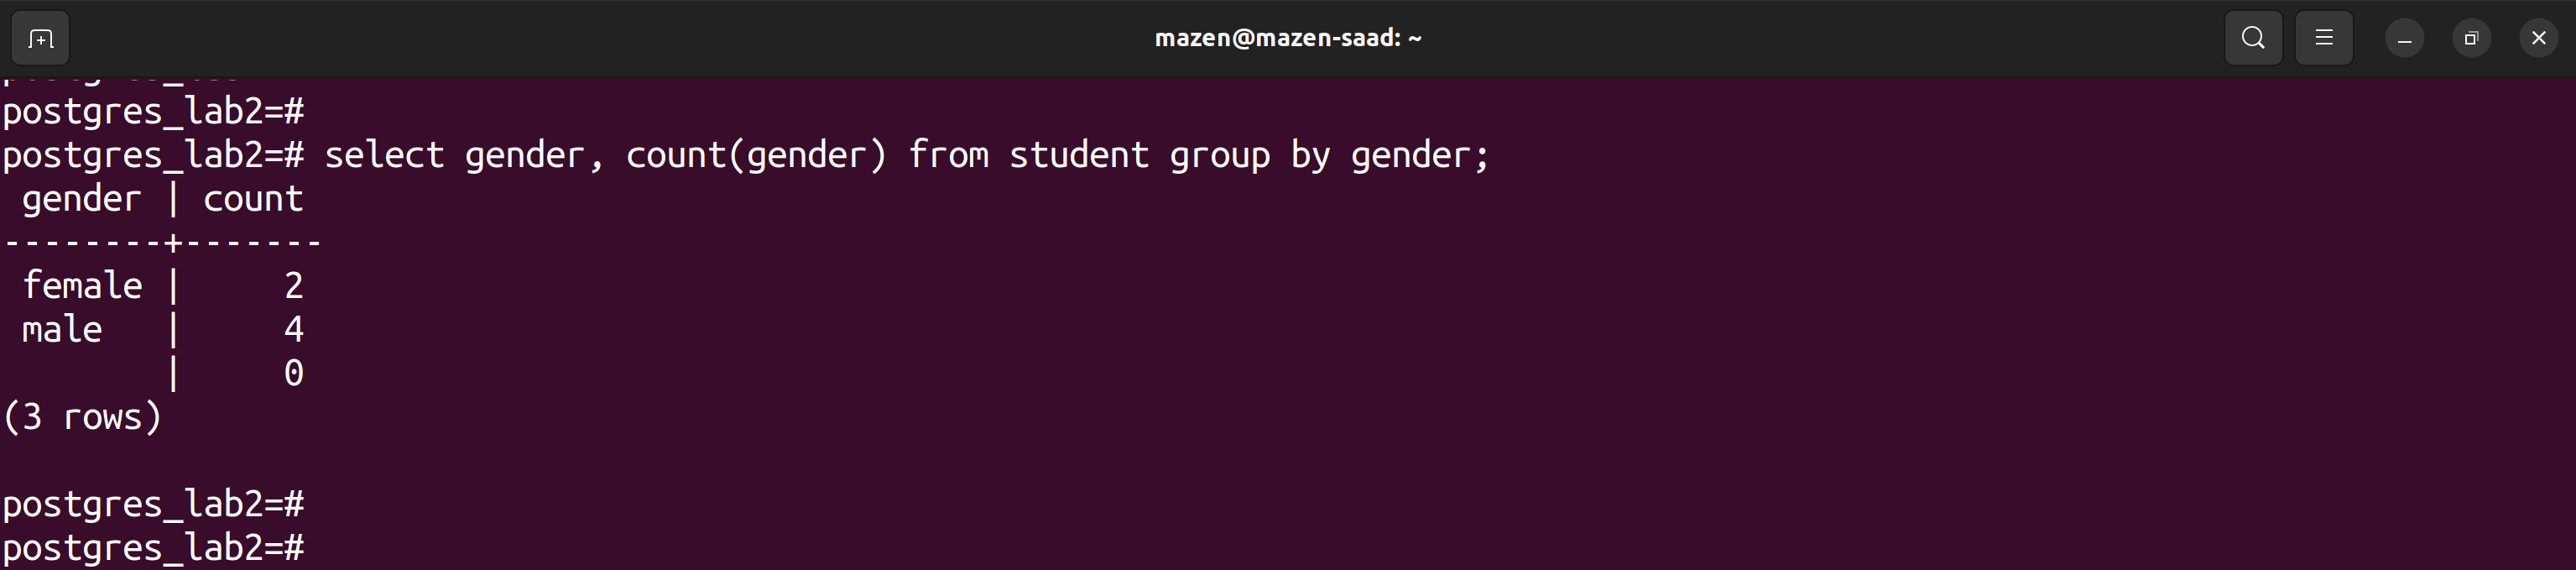 mazen@mazen-saad: ~
postgres_lab2=#
postgres_lab2=# select gender, count(gender) from student group by gender;
 gender | count
--------+-------
 female |     2
 male   |     4
        |     0
(3 rows)

postgres_lab2=#
postgres_lab2=#